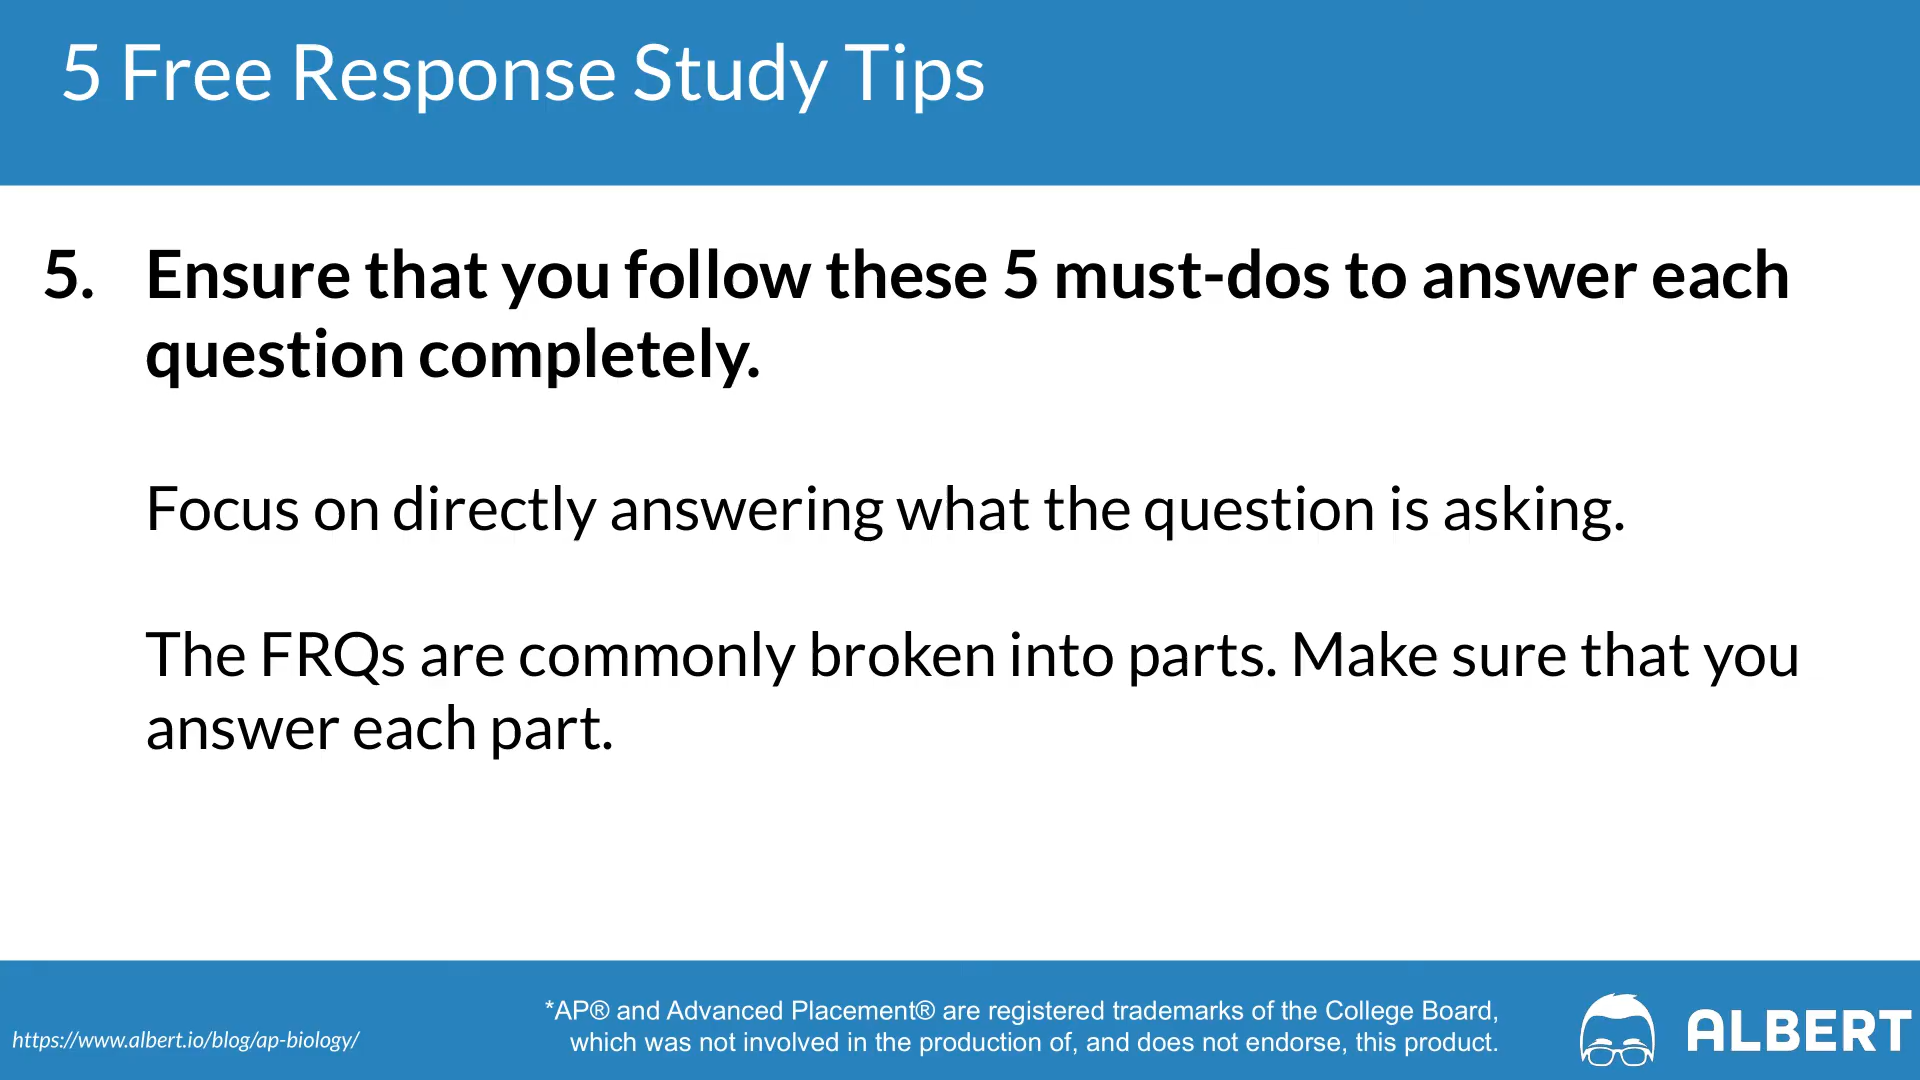 5 Free Response Study Tips
5. Ensure that you follow these 5 must-dos to answer each
question completely.
Focus on directly answering what the question is asking.
The FRQs are commonly broken into parts. Make sure that you
answer each part.
https://www.albert.io/blog/ap-biology/
*AP® and Advanced Placement® are registered trademarks of the College Board,
which was not involved in the production of, and does not endorse, this product.
ALBERT